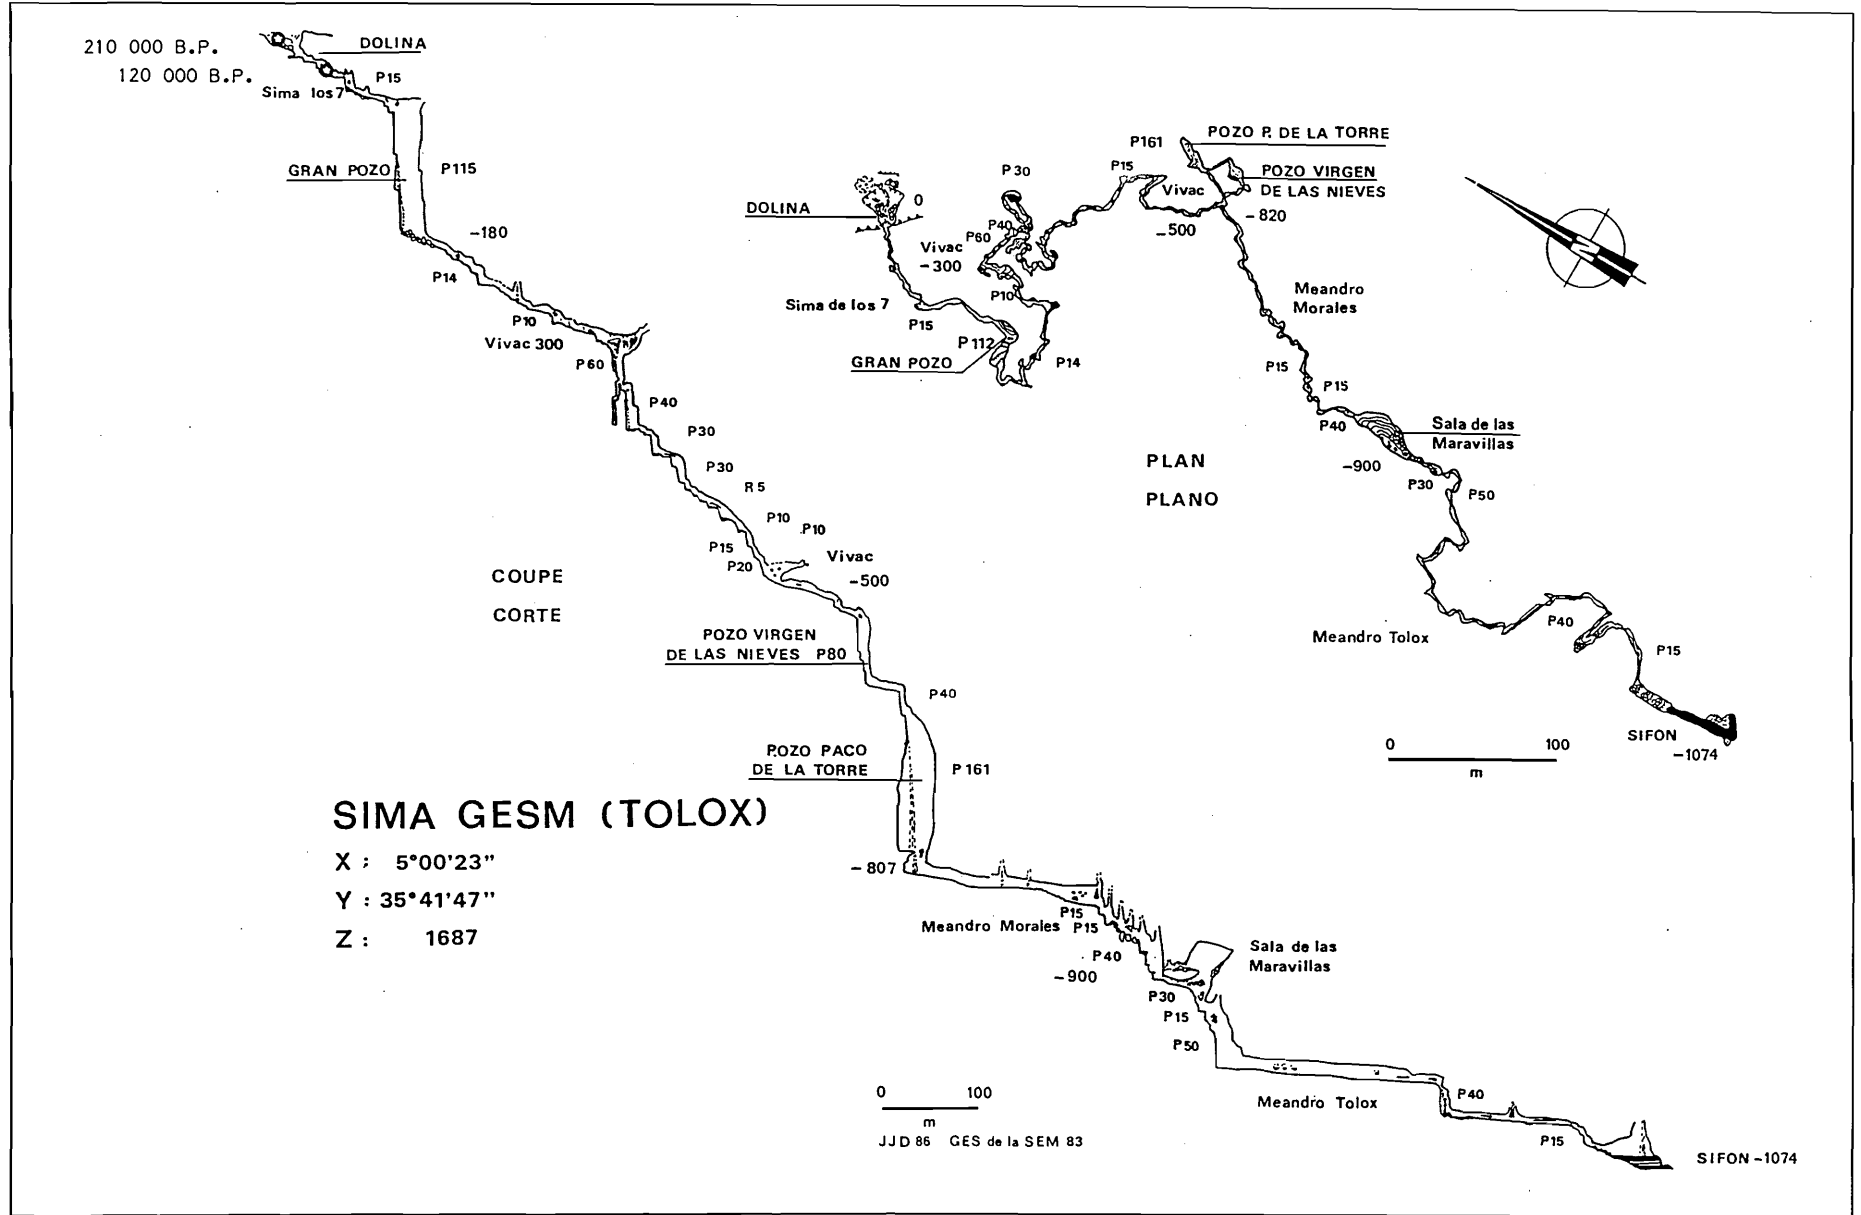 210 000 B.P.
120 000 B.P.
DOLINA
P15
Sima los 7
GRAN POZO
P115
-180
P14
P10
Vivac 300
P60
P40
P30
P30
R5
P10
P10
P15
P20
Vivac
-500
COUPE
CORTE
POZO VIRGEN
DE LAS NIEVES P80
P40
POZO PACO
DE LA TORRE
P161
-807
Meandro Morales
P15
P15
P40
-900
Sala de las
Maravillas
P30
P15
P50
Meandro Tolox
P40
P15
SIFON -1074
0 100
m
JJD 86 GES de la SEM 83
SIMA GESM (TOLOX)
X : 5°00'23"
Y : 35°41'47"
Z : 1687
DOLINA
0
Sima de los 7
P15
P112
GRAN POZO
P14
P10
Vivac
-300
P60
P40
P30
P15
Vivac
-500
P161
POZO P. DE LA TORRE
POZO VIRGEN
DE LAS NIEVES
-820
Meandro
Morales
P15
P15
P40
Sala de las
Maravillas
-900
P30
P50
PLAN
PLANO
Meandro Tolox
P40
P15
SIFON
-1074
0 100
m
N